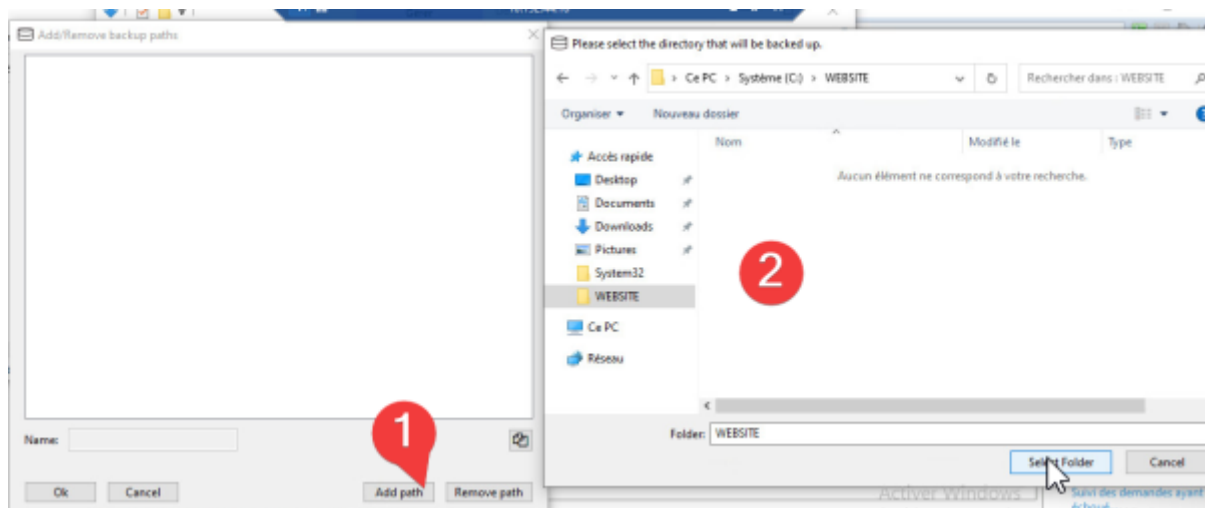 Add/Remove backup paths
Name:
1
Ok Cancel Add path Remove path
Please select the directory that will be backed up.
Ce PC > Système (C:) > WEBSITE
Rechercher dans : WEBSITE
Organiser Nouveau dossier
Nom Modifié le Type
Aucun élément ne correspond à votre recherche.
Accès rapide
Desktop
Documents
Downloads
Pictures
System32
WEBSITE
Ce PC
Réseau
2
Folder: WEBSITE
Select Folder Cancel
Activer Windows
Suivi des demandes ayant
échoué